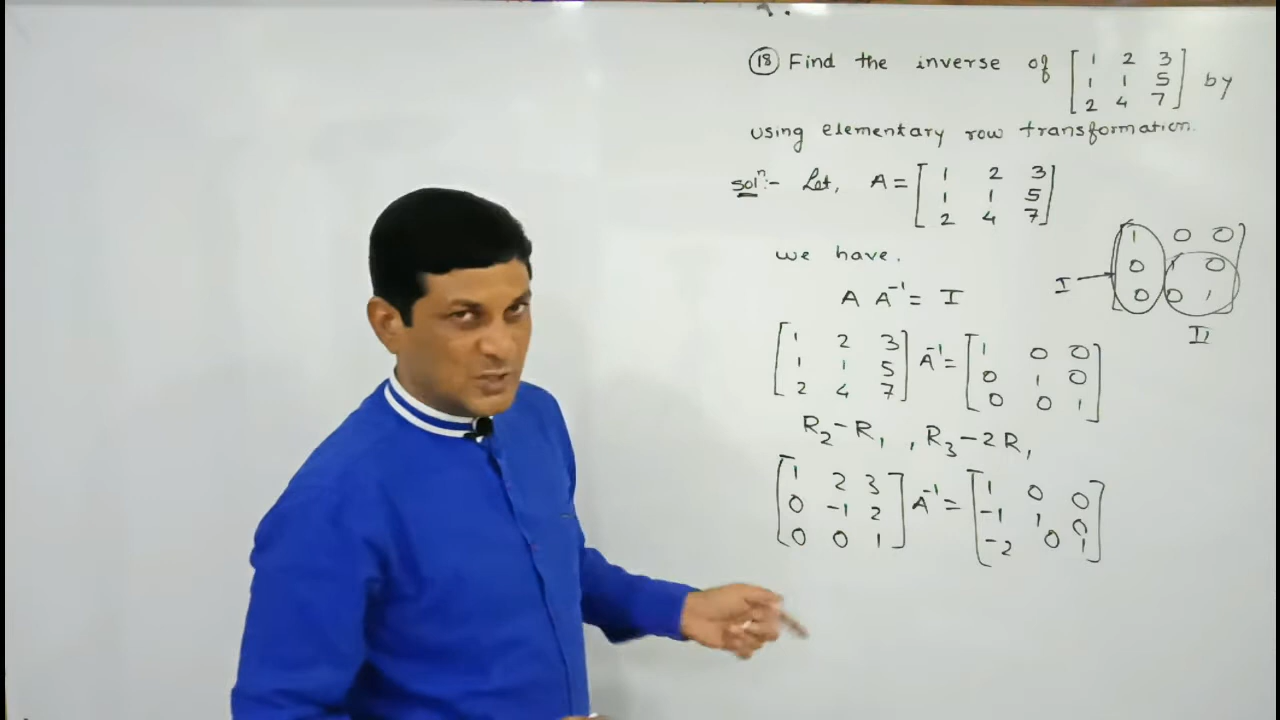 (18) Find the inverse of [1 2 3
1 1 5
2 4 7] by
using elementary row transformation.
Solⁿ:- Let, A = [1 2 3
1 1 5
2 4 7]
we have.
A A⁻¹ = I
[1 2 3
1 1 5
2 4 7] A⁻¹ = [1 0 0
0 1 0
0 0 1]
R₂-R₁ , R₃-2R₁
[1 2 3
0 -1 2
0 0 1] A⁻¹ = [1 0 0
-1 1 0
-2 0 1]
I → [1 0 0
0 1 0
0 0 1]
II